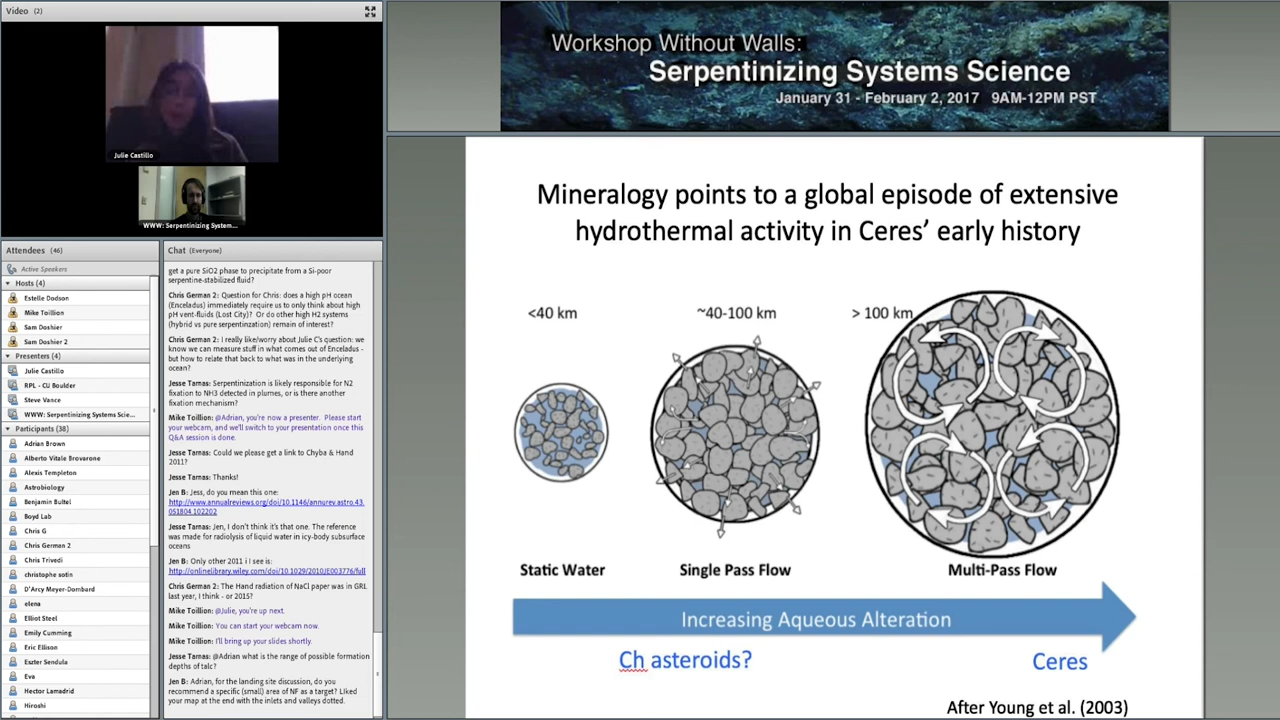 Video (2)
Julie Castillo
WWW: Serpentinizing System...
Attendees (46)
Active Speakers
Hosts (4)
Estelle Dodson
Mike Toillion
Sam Doshier
Sam Doshier 2
Presenters (4)
Julie Castillo
RPL - CU Boulder
Steve Vance
WWW: Serpentinizing Systems Scie...
Participants (38)
Adrian Brown
Alberto Vitale Brovarone
Alexis Templeton
Astrobiology
Benjamin Bultel
Boyd Lab
Chris G
Chris German 2
Chris Trivedi
christophe sotin
D'Arcy Meyer-Dombard
elena
Elliot Steel
Emily Cumming
Eric Ellison
Eszter Sendula
Eva
Hector Lamadrid
Hiroshi
Chat (Everyone)
get a pure SiO2 phase to precipitate from a Si-poor
serpentine-stabilized fluid?
Chris German 2: Question for Chris: does a high pH ocean
(Enceladus) immediately require us to only think about high
pH vent-fluids (Lost City)? Or do other high H2 systems
(hybrid vs pure serpentization) remain of interest?
Chris German 2: I really like/worry about Julie C's question: we
know we can measure stuff in what comes out of Enceladus -
but how to relate that back to what was in the underlying
ocean?
Jesse Tarnas: Serpentinization is likely responsible for N2
fixation to NH3 detected in plumes, or is there another
fixation mechanism?
Mike Toillion: @Adrian, you're now a presenter. Please start
your webcam, and we'll switch to your presentation once this
Q&A session is done.
Jesse Tarnas: Could we please get a link to Chyba & Hand
2011?
Jesse Tarnas: Thanks!
Jen B: Jess, do you mean this one:
http://www.annualreviews.org/doi/10.1146/annurev.astro.43.
051804.102202
Jesse Tarnas: Jen, I don't think it's that one. The reference
was made for radiolysis of liquid water in icy-body subsurface
oceans
Jen B: Only other 2011 i I see is:
http://onlinelibrary.wiley.com/doi/10.1029/2010JE003776/full
Chris German 2: The Hand radiation of NaCl paper was in GRL
last year, I think - or 2015?
Mike Toillion: @Julie, you're up next.
Mike Toillion: You can start your webcam now.
Mike Toillion: I'll bring up your slides shortly.
Jesse Tarnas: @Adrian what is the range of possible formation
depths of talc?
Jen B: Adrian, for the landing site discussion, do you
recommend a specific (small) area of NF as a target? Liked
your map at the end with the inlets and valleys dotted.
Workshop Without Walls:
Serpentinizing Systems Science
January 31 - February 2, 2017 9AM-12PM PST
Mineralogy points to a global episode of extensive
hydrothermal activity in Ceres' early history
<40 km
~40-100 km
> 100 km
Static Water
Single Pass Flow
Multi-Pass Flow
Increasing Aqueous Alteration
Ch asteroids?
Ceres
After Young et al. (2003)